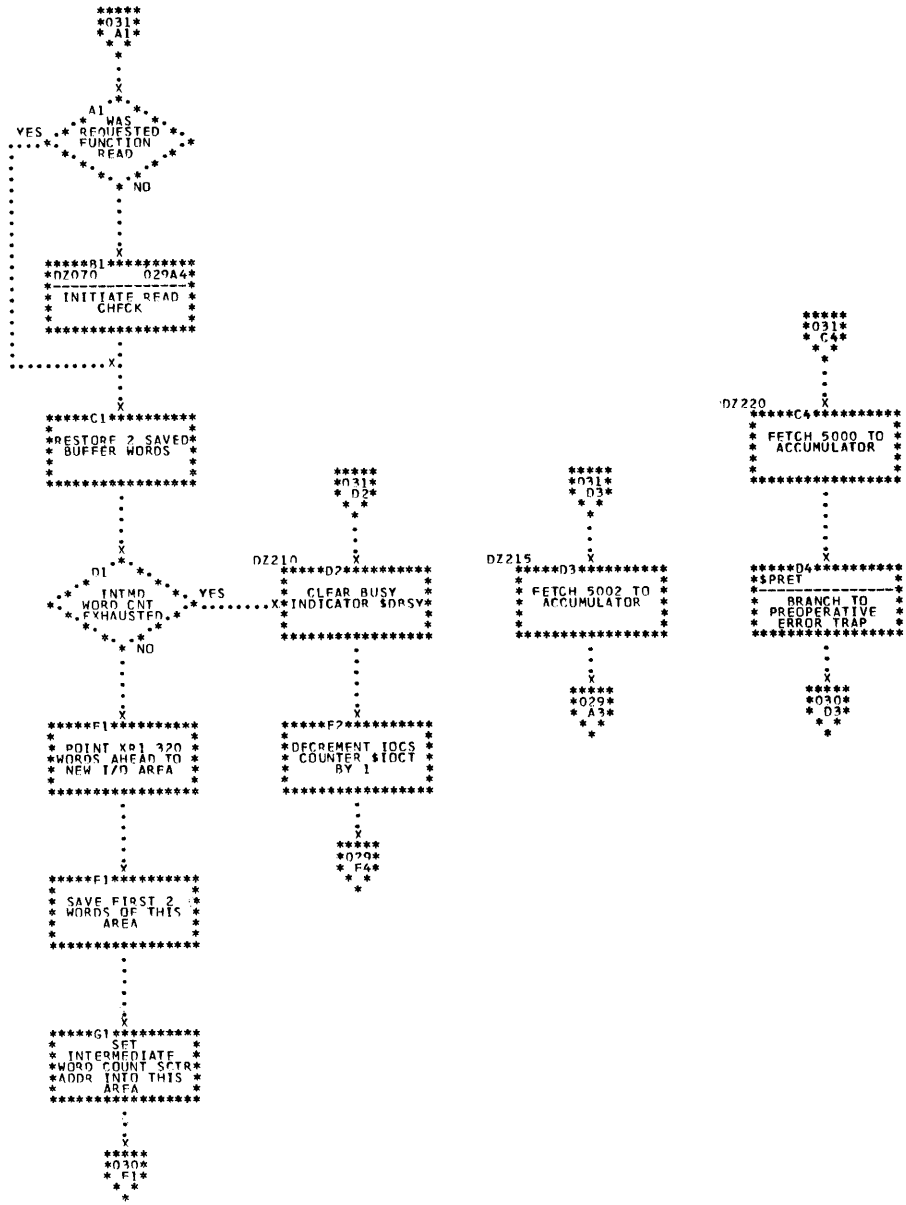 031
A1
A1
WAS
REQUESTED
FUNCTION
READ
YES
NO
B1
DZ070 029A4
INITIATE READ
CHECK
C1
RESTORE 2 SAVED
BUFFER WORDS
D1
INTMD
WORD CNT
EXHAUSTED
YES
NO
E1
POINT XR1 320
WORDS AHEAD TO
NEW I/O AREA
F1
SAVE FIRST 2
WORDS OF THIS
AREA
G1
SET
INTERMEDIATE
WORD COUNT SCTR
ADDR INTO THIS
AREA
030
F1
031
D2
DZ210
D2
CLEAR BUSY
INDICATOR $DBSY
E2
DECREMENT IOCS
COUNTER $IOCT
BY 1
029
F4
031
D3
DZ215
D3
FETCH 5002 TO
ACCUMULATOR
029
A3
031
C4
DZ220
C4
FETCH 5000 TO
ACCUMULATOR
D4
$PRET
BRANCH TO
PREOPERATIVE
ERROR TRAP
030
D3